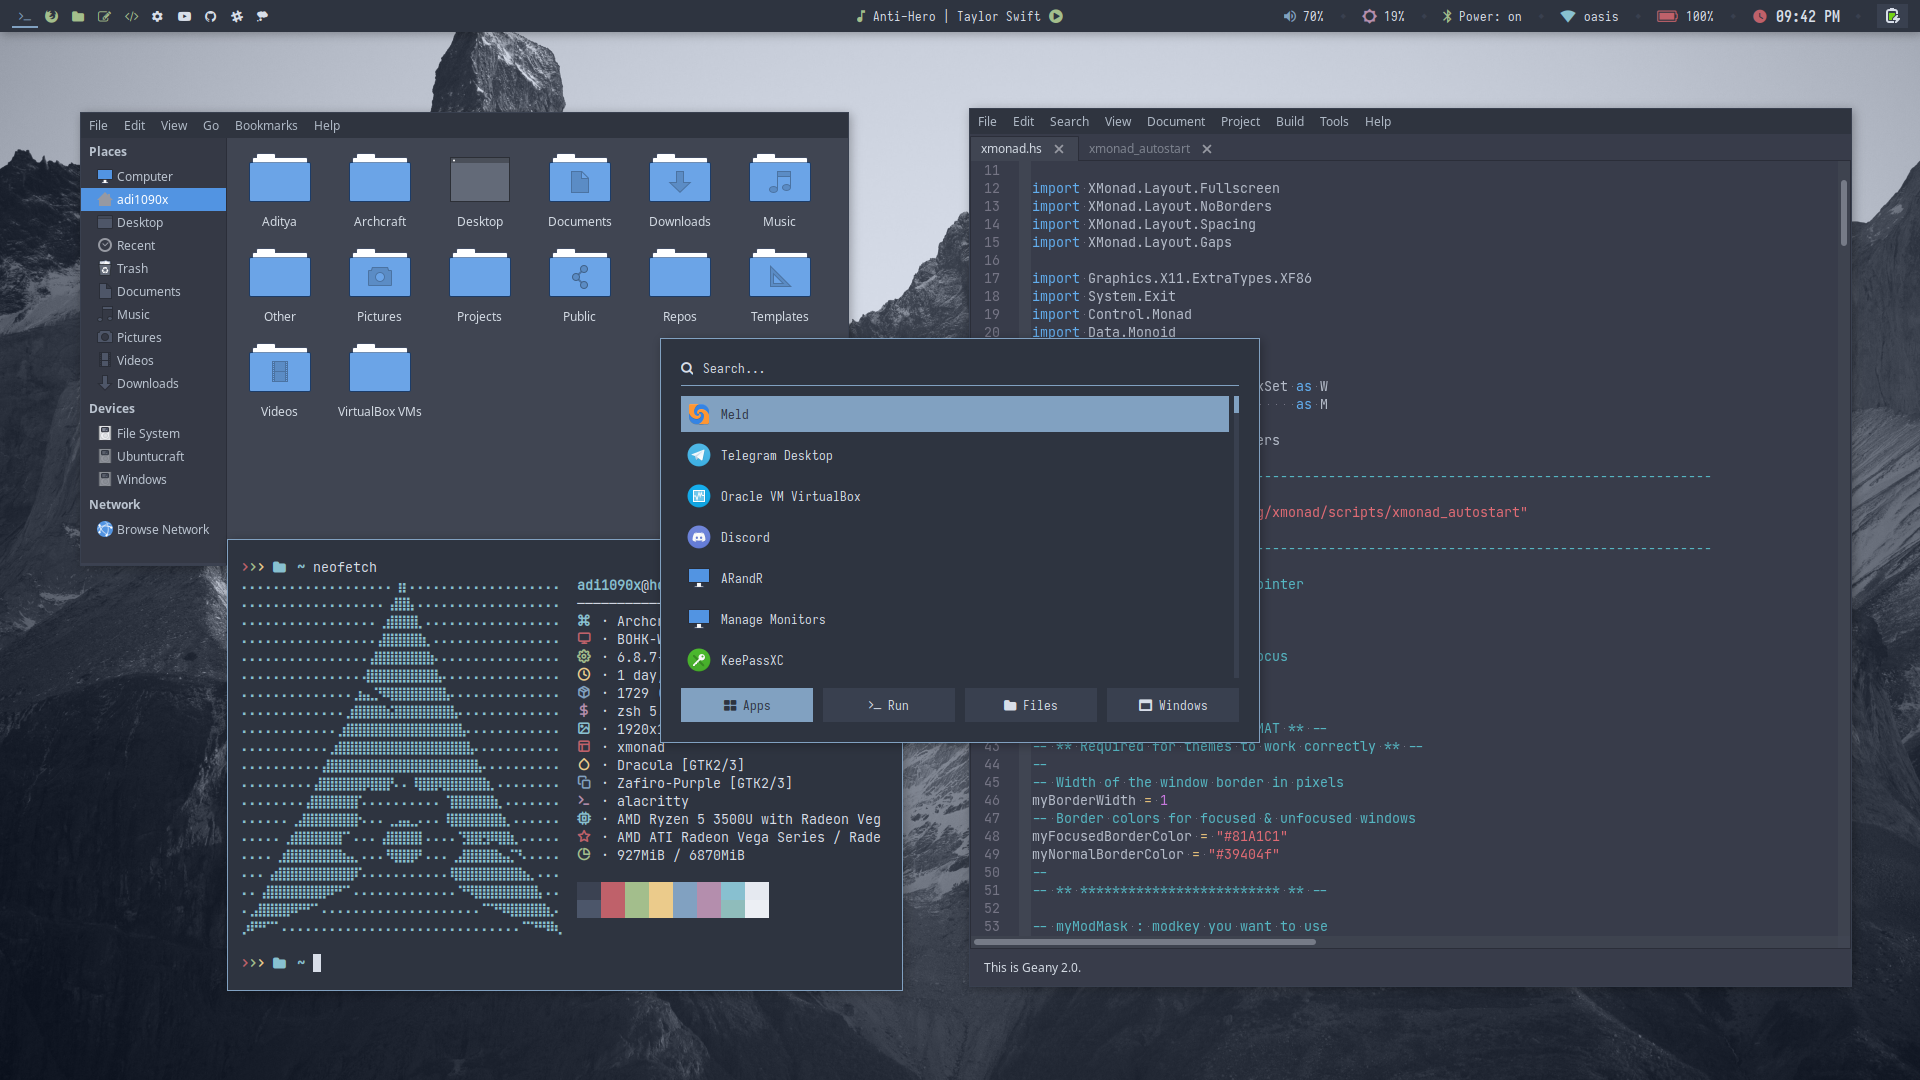 Anti-Hero | Taylor Swift
70%
19%
Power: on
oasis
100%
09:42 PM
File Edit View Go Bookmarks Help
Places
Computer
adi1090x
Desktop
Recent
Trash
Documents
Music
Pictures
Videos
Downloads
Devices
File System
Ubuntucraft
Windows
Network
Browse Network
Aditya Archcraft Desktop Documents Downloads Music
Other Pictures Projects Public Repos Templates
Videos VirtualBox VMs
~ neofetch
adi1090x@h
· Archcr
· BOHK-W
· 6.8.7-
· 1 day,
· 1729
· zsh 5
· 1920x1
· xmonad
· Dracula [GTK2/3]
· Zafiro-Purple [GTK2/3]
· alacritty
· AMD Ryzen 5 3500U with Radeon Veg
· AMD ATI Radeon Vega Series / Rade
· 927MiB / 6870MiB
~
Search...
Meld
Telegram Desktop
Oracle VM VirtualBox
Discord
ARandR
Manage Monitors
KeePassXC
Apps Run Files Windows
File Edit Search View Document Project Build Tools Help
xmonad.hs xmonad_autostart
11
12 import XMonad.Layout.Fullscreen
13 import XMonad.Layout.NoBorders
14 import XMonad.Layout.Spacing
15 import XMonad.Layout.Gaps
16
17 import Graphics.X11.ExtraTypes.XF86
18 import System.Exit
19 import Control.Monad
20 import Data.Monoid
kSet as W
as M
ers
g/xmonad/scripts/xmonad_autostart"
ointer
ocus
MAT ** --
43 -- ** Required for themes to work correctly ** --
44 --
45 -- Width of the window border in pixels
46 myBorderWidth = 1
47 -- Border colors for focused & unfocused windows
48 myFocusedBorderColor = "#81A1C1"
49 myNormalBorderColor = "#39404f"
50 --
51 -- ** ************************* ** --
52
53 -- myModMask : modkey you want to use
This is Geany 2.0.